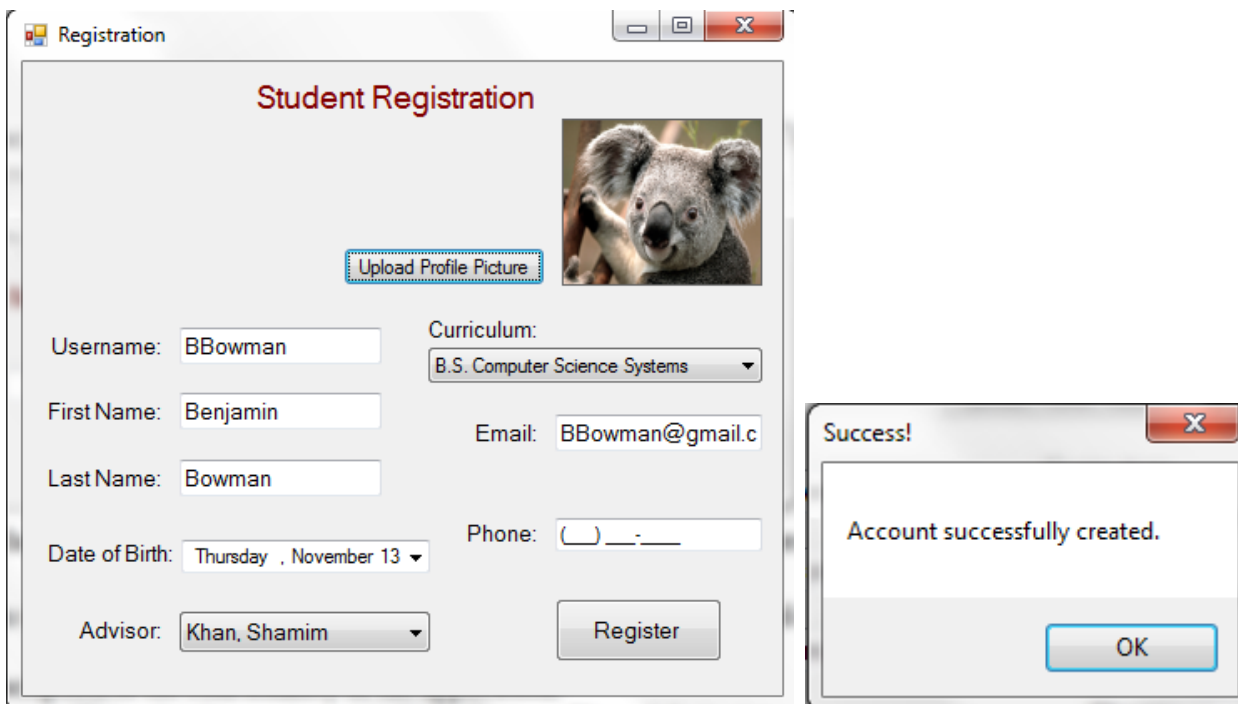 Registration
Student Registration
Upload Profile Picture
Username: BBowman
Curriculum:
B.S. Computer Science Systems
First Name: Benjamin
Email: BBowman@gmail.c
Last Name: Bowman
Phone: (___) ___-____
Date of Birth: Thursday , November 13
Advisor: Khan, Shamim
Register
Success!
Account successfully created.
OK